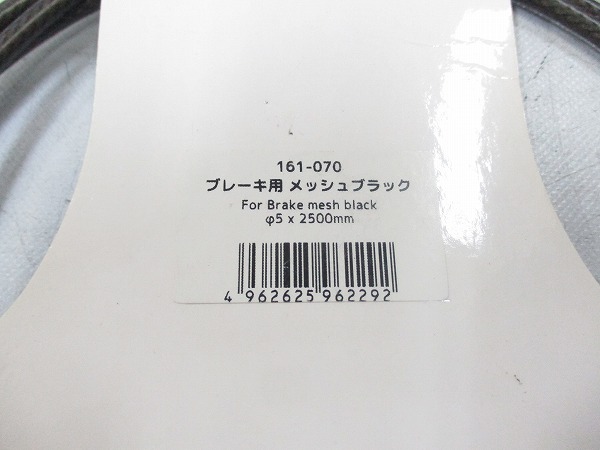 161-070
ブレーキ用 メッシュブラック
For Brake mesh black
φ5 x 2500mm
4 962625 962292